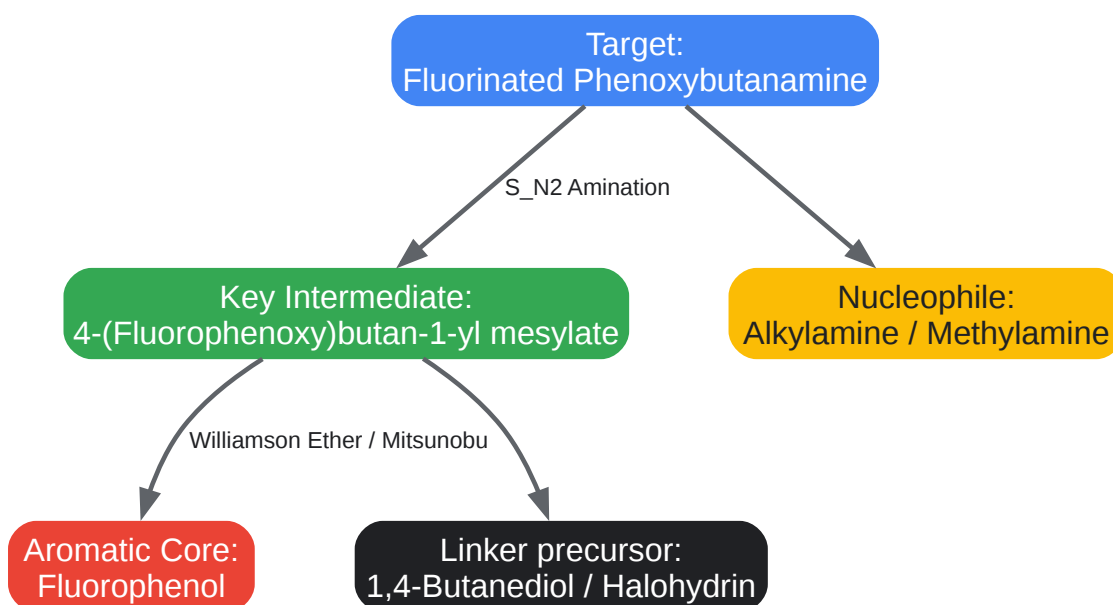 Target:
Fluorinated Phenoxybutanamine
S_N2 Amination
Key Intermediate:
4-(Fluorophenoxy)butan-1-yl mesylate
Nucleophile:
Alkylamine / Methylamine
Williamson Ether / Mitsunobu
Aromatic Core:
Fluorophenol
Linker precursor:
1,4-Butanediol / Halohydrin